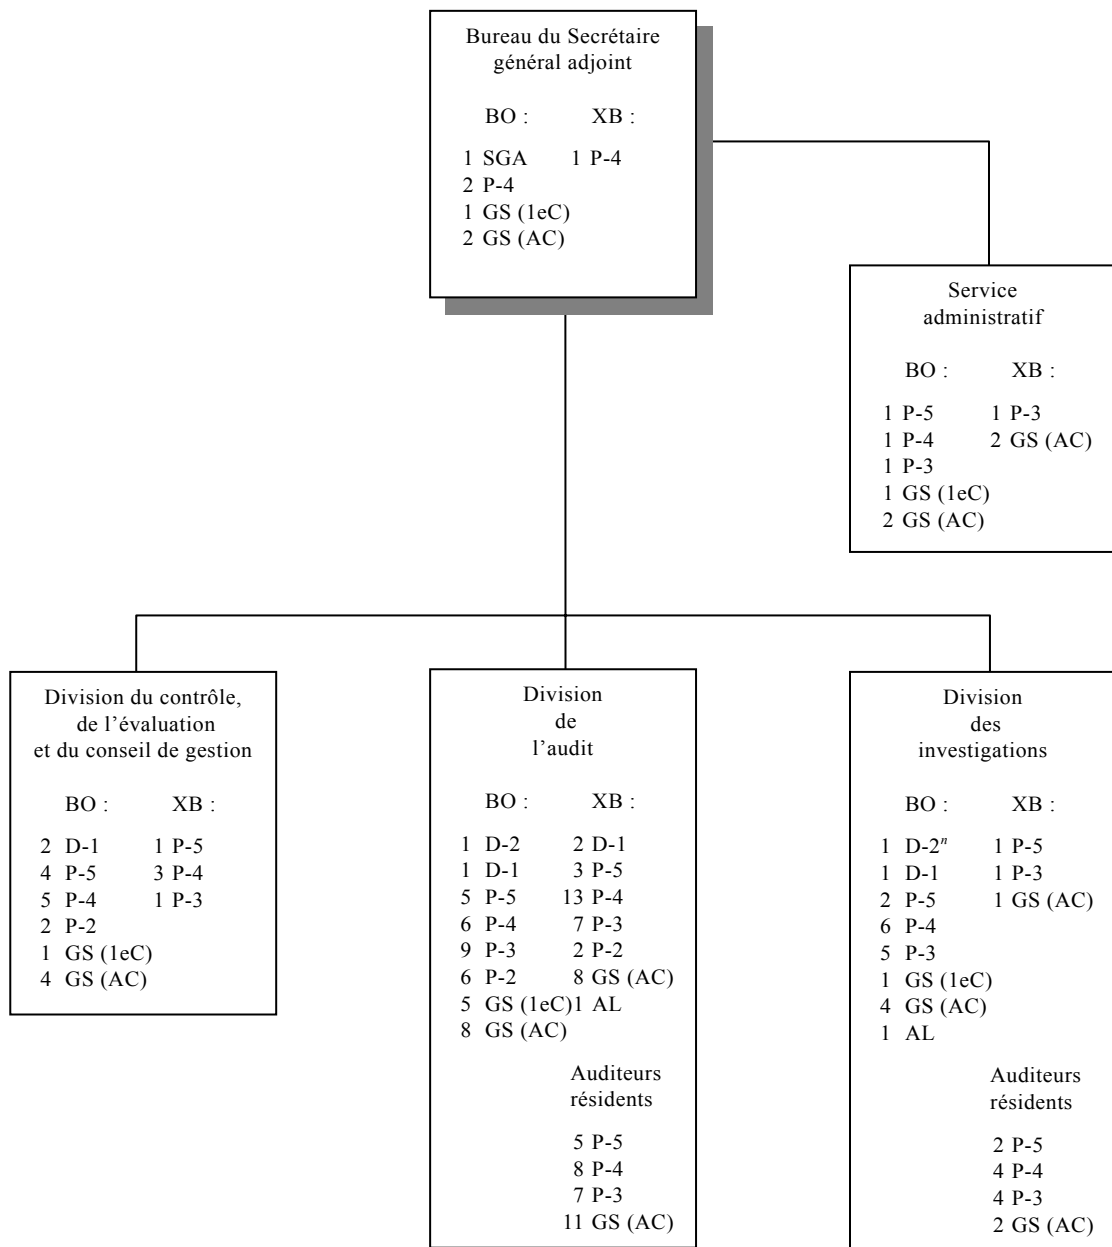 Bureau du Secrétaire
général adjoint
BO : XB :
1 SGA 1 P-4
2 P-4
1 GS (1eC)
2 GS (AC)
Service
administratif
BO : XB :
1 P-5 1 P-3
1 P-4 2 GS (AC)
1 P-3
1 GS (1eC)
2 GS (AC)
Division du contrôle,
de l’évaluation
et du conseil de gestion
BO : XB :
2 D-1 1 P-5
4 P-5 3 P-4
5 P-4 1 P-3
2 P-2
1 GS (1eC)
4 GS (AC)
Division
de
l’audit
BO : XB :
1 D-2 2 D-1
1 D-1 3 P-5
5 P-5 13 P-4
6 P-4 7 P-3
9 P-3 2 P-2
6 P-2 8 GS (AC)
5 GS (1eC) 1 AL
8 GS (AC)
Auditeurs
résidents
5 P-5
8 P-4
7 P-3
11 GS (AC)
Division
des
investigations
BO : XB :
1 D-2ⁿ 1 P-5
1 D-1 1 P-3
2 P-5 1 GS (AC)
6 P-4
5 P-3
1 GS (1eC)
4 GS (AC)
1 AL
Auditeurs
résidents
2 P-5
4 P-4
4 P-3
2 GS (AC)